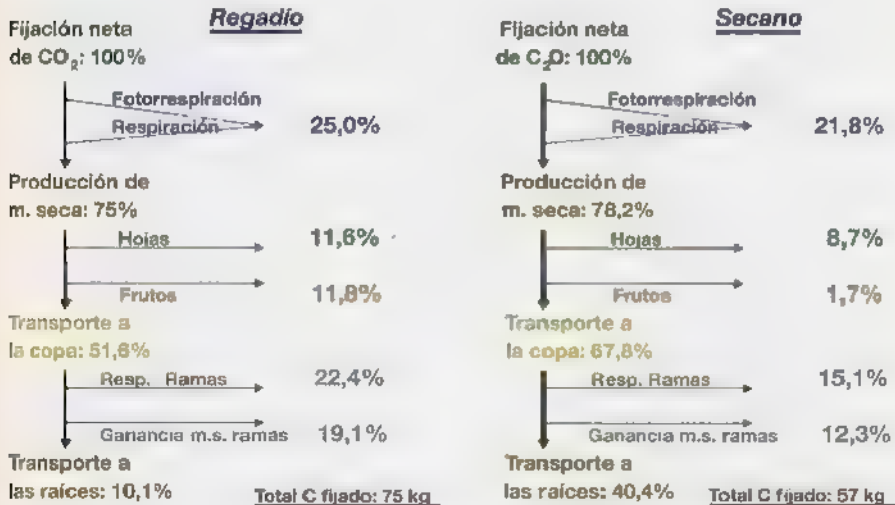 Regadío
Fijación neta
de CO2: 100%
Fotorrespiración
Respiración 25,0%
Producción de
m. seca: 75%
Hojas 11,6%
Frutos 11,8%
Transporte a
la copa: 51,6%
Resp. Ramas 22,4%
Ganancia m.s. ramas 19,1%
Transporte a
las raíces: 10,1%
Total C fijado: 75 kg
Secano
Fijación neta
de C2O: 100%
Fotorrespiración
Respiración 21,8%
Producción de
m. seca: 78,2%
Hojas 8,7%
Frutos 1,7%
Transporte a
la copa: 67,8%
Resp. Ramas 15,1%
Ganancia m.s. ramas 12,3%
Transporte a
las raíces: 40,4%
Total C fijado: 57 kg